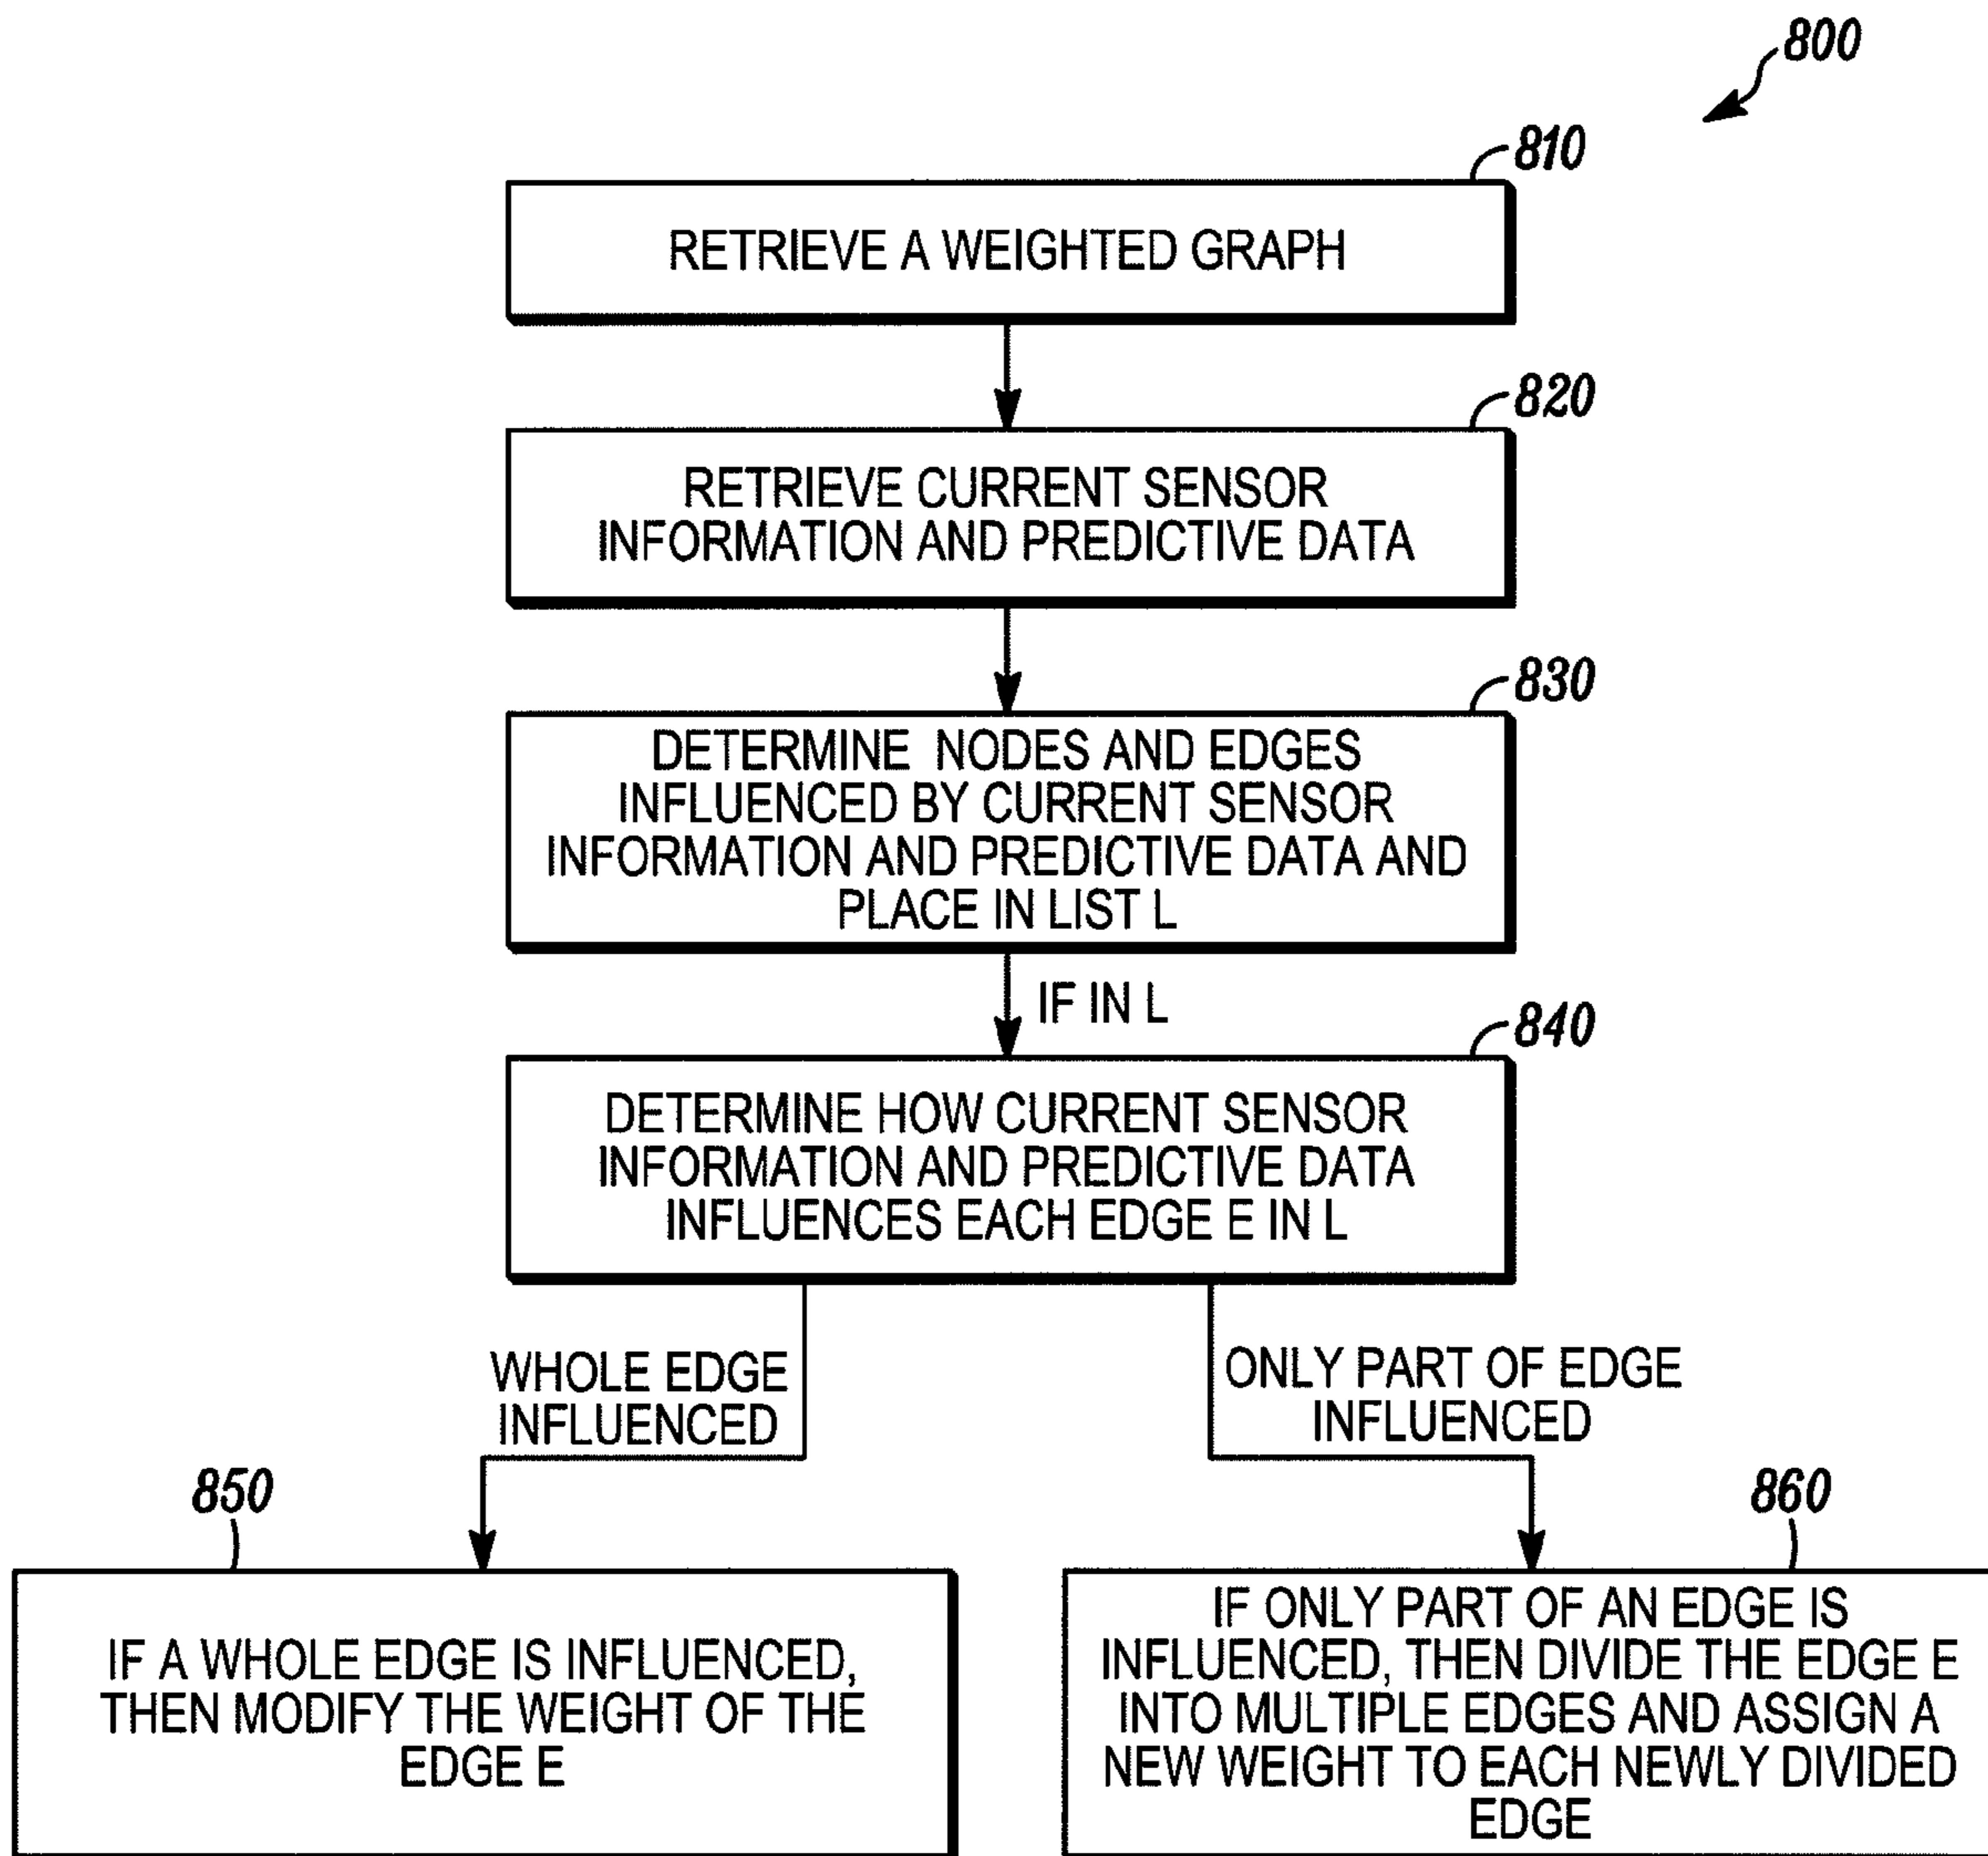 800
810
RETRIEVE A WEIGHTED GRAPH
820
RETRIEVE CURRENT SENSOR
INFORMATION AND PREDICTIVE DATA
830
DETERMINE NODES AND EDGES
INFLUENCED BY CURRENT SENSOR
INFORMATION AND PREDICTIVE DATA AND
PLACE IN LIST L
IF IN L
840
DETERMINE HOW CURRENT SENSOR
INFORMATION AND PREDICTIVE DATA
INFLUENCES EACH EDGE E IN L
WHOLE EDGE
INFLUENCED
ONLY PART OF EDGE
INFLUENCED
850
IF A WHOLE EDGE IS INFLUENCED,
THEN MODIFY THE WEIGHT OF THE
EDGE E
860
IF ONLY PART OF AN EDGE IS
INFLUENCED, THEN DIVIDE THE EDGE E
INTO MULTIPLE EDGES AND ASSIGN A
NEW WEIGHT TO EACH NEWLY DIVIDED
EDGE